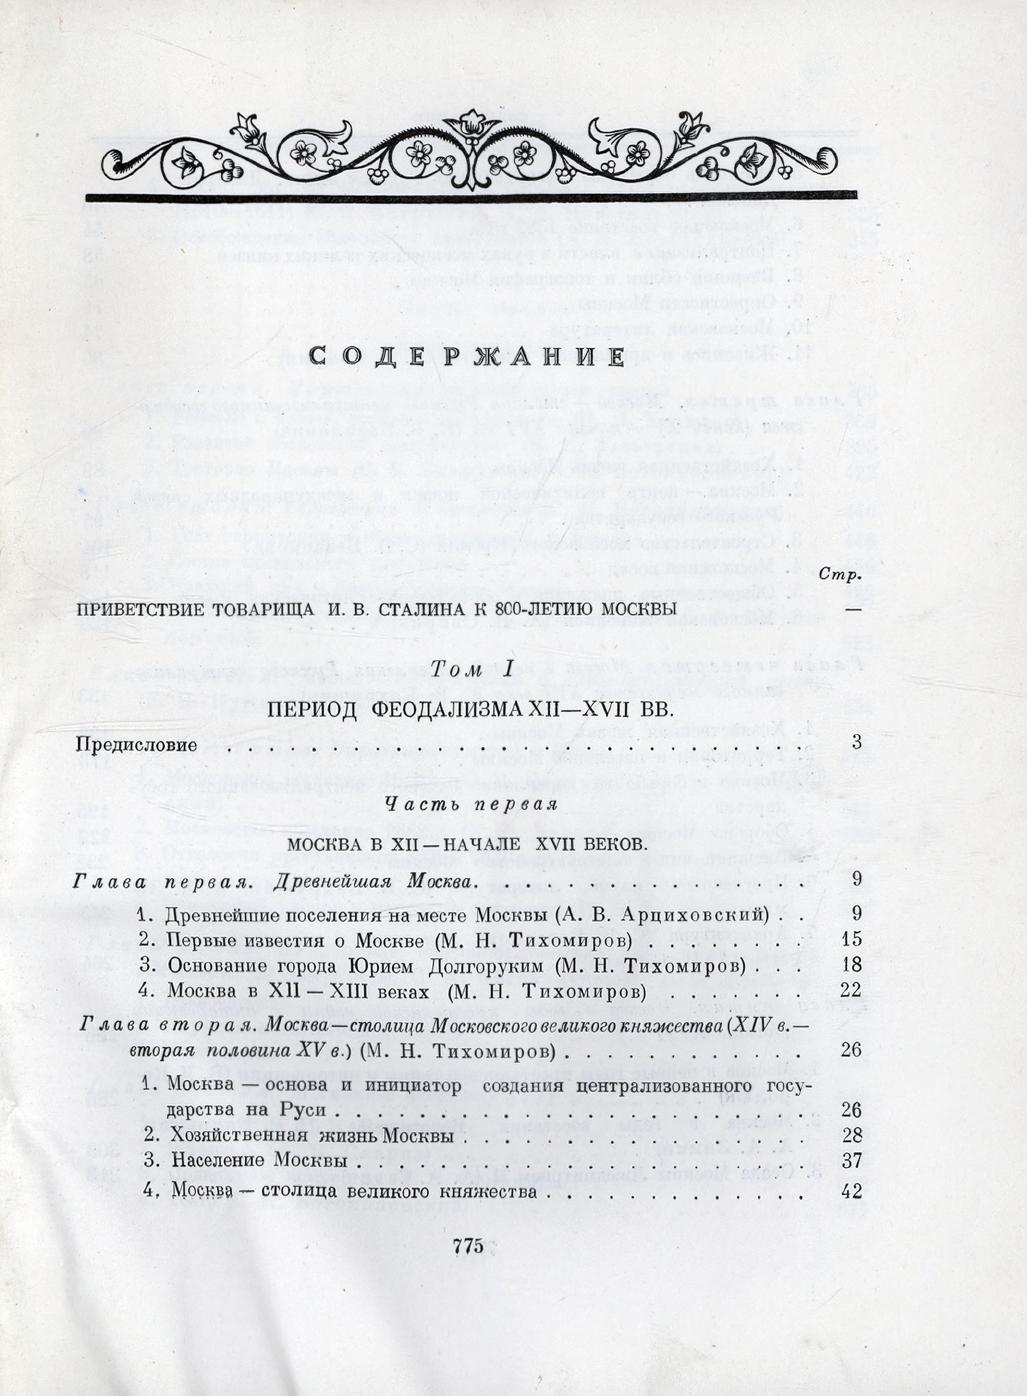 СОДЕРЖАНИЕ
Стр.
ПРИВЕТСТВИЕ ТОВАРИЩА И. В. СТАЛИНА К 800-ЛЕТИЮ МОСКВЫ —
Том I
ПЕРИОД ФЕОДАЛИЗМА XII—XVII ВВ.
Предисловие . . . . . . . . . . . . . . . . . . . . . 3
Часть первая
МОСКВА В XII — НАЧАЛЕ XVII ВЕКОВ.
Глава первая. Древнейшая Москва. . . . . . . . . . . . 9
1. Древнейшие поселения на месте Москвы (А. В. Арциховский) . . 9
2. Первые известия о Москве (М. Н. Тихомиров) . . . . . . . . 15
3. Основание города Юрием Долгоруким (М. Н. Тихомиров) . . . 18
4. Москва в XII — XIII веках (М. Н. Тихомиров) . . . . . . . 22
Глава вторая. Москва—столица Московского великого княжества (XIV в.—
вторая половина XV в.) (М. Н. Тихомиров) . . . . . . . . . . . 26
1. Москва — основа и инициатор создания централизованного госу-
дарства на Руси . . . . . . . . . . . . . . . . . 26
2. Хозяйственная жизнь Москвы . . . . . . . . . . . . . 28
3. Население Москвы . . . . . . . . . . . . . . . . . 37
4. Москва — столица великого княжества . . . . . . . . . . 42
775